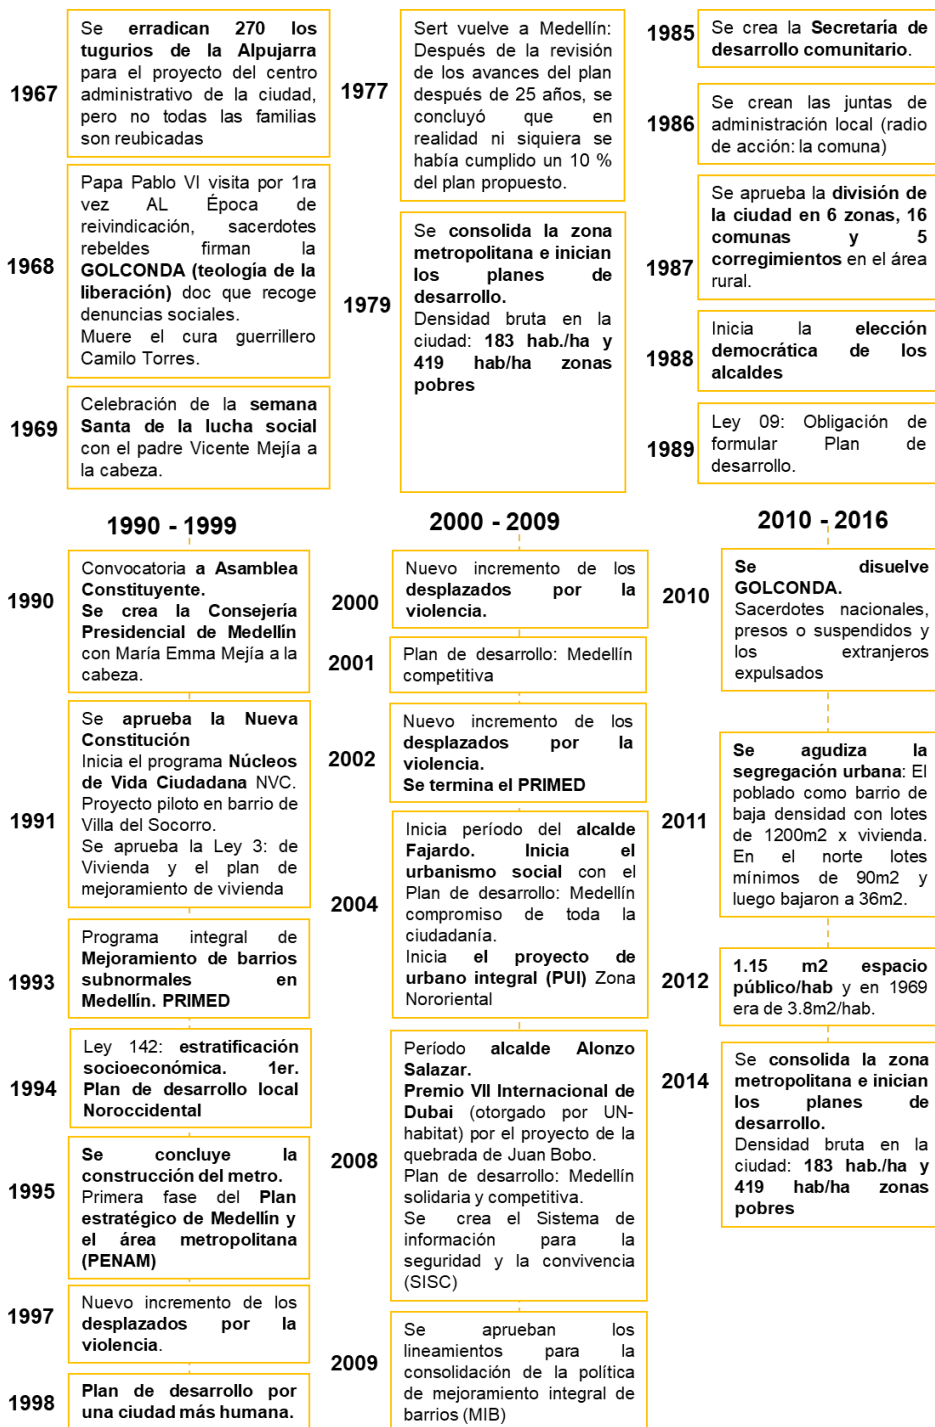 1967
Se erradican 270 los
tugurios de la Alpujarra
para el proyecto del centro
administrativo de la ciudad,
pero no todas las familias
son reubicadas
1968
Papa Pablo VI visita por 1ra
vez AL Época de
reivindicación, sacerdotes
rebeldes firman la
GOLCONDA (teología de la
liberación) doc que recoge
denuncias sociales.
Muere el cura guerrillero
Camilo Torres.
1969
Celebración de la semana
Santa de la lucha social
con el padre Vicente Mejía a
la cabeza.
1977
Sert vuelve a Medellín:
Después de la revisión
de los avances del plan
después de 25 años, se
concluyó que en
realidad ni siquiera se
había cumplido un 10 %
del plan propuesto.
1979
Se consolida la zona
metropolitana e inician
los planes de
desarrollo.
Densidad bruta en la
ciudad: 183 hab./ha y
419 hab/ha zonas
pobres
1985
Se crea la Secretaría de
desarrollo comunitario.
1986
Se crean las juntas de
administración local (radio
de acción: la comuna)
1987
Se aprueba la división de
la ciudad en 6 zonas, 16
comunas y 5
corregimientos en el área
rural.
1988
Inicia la elección
democrática de los
alcaldes
1989
Ley 09: Obligación de
formular Plan de
desarrollo.
1990 - 1999
1990
Convocatoria a Asamblea
Constituyente.
Se crea la Consejería
Presidencial de Medellín
con María Emma Mejía a la
cabeza.
1991
Se aprueba la Nueva
Constitución
Inicia el programa Núcleos
de Vida Ciudadana NVC.
Proyecto piloto en barrio de
Villa del Socorro.
Se aprueba la Ley 3: de
Vivienda y el plan de
mejoramiento de vivienda
1993
Programa integral de
Mejoramiento de barrios
subnormales en
Medellín. PRIMED
1994
Ley 142: estratificación
socioeconómica. 1er.
Plan de desarrollo local
Noroccidental
1995
Se concluye la
construcción del metro.
Primera fase del Plan
estratégico de Medellín y
el área metropolitana
(PENAM)
1997
Nuevo incremento de los
desplazados por la
violencia.
1998
Plan de desarrollo por
una ciudad más humana.
2000 - 2009
2000
Nuevo incremento de los
desplazados por la
violencia.
2001
Plan de desarrollo: Medellín
competitiva
2002
Nuevo incremento de los
desplazados por la
violencia.
Se termina el PRIMED
2004
Inicia período del alcalde
Fajardo. Inicia el
urbanismo social con el
Plan de desarrollo: Medellín
compromiso de toda la
ciudadanía.
Inicia el proyecto de
urbano integral (PUI) Zona
Nororiental
2008
Período alcalde Alonzo
Salazar.
Premio VII Internacional de
Dubai (otorgado por UN-
habitat) por el proyecto de la
quebrada de Juan Bobo.
Plan de desarrollo: Medellín
solidaria y competitiva.
Se crea el Sistema de
información para la
seguridad y la convivencia
(SISC)
2009
Se aprueban los
lineamientos para la
consolidación de la política
de mejoramiento integral de
barrios (MIB)
2010 - 2016
2010
Se disuelve
GOLCONDA.
Sacerdotes nacionales,
presos o suspendidos y
los extranjeros
expulsados
2011
Se agudiza la
segregación urbana: El
poblado como barrio de
baja densidad con lotes
de 1200m2 x vivienda.
En el norte lotes
mínimos de 90m2 y
luego bajaron a 36m2.
2012
1.15 m2 espacio
público/hab y en 1969
era de 3.8m2/hab.
2014
Se consolida la zona
metropolitana e inician
los planes de
desarrollo.
Densidad bruta en la
ciudad: 183 hab./ha y
419 hab/ha zonas
pobres